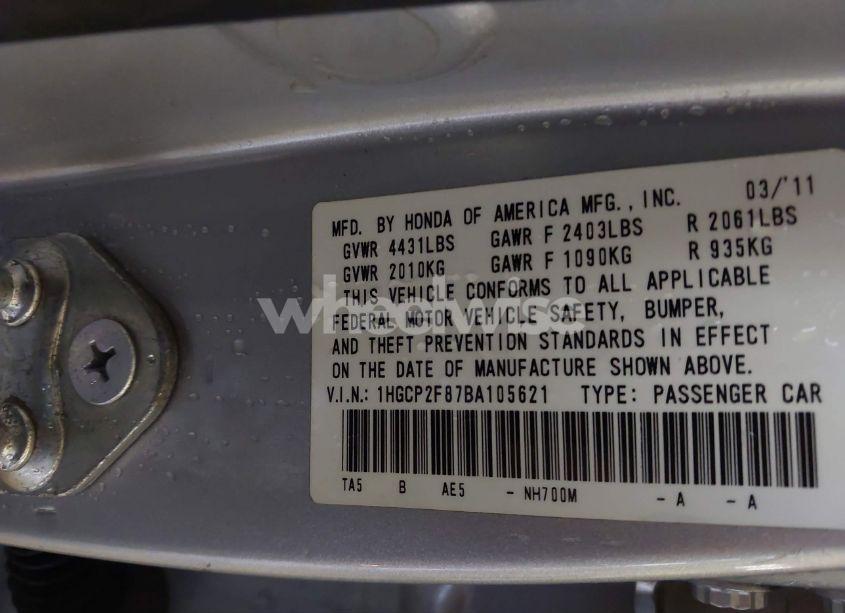 MFD. BY HONDA OF AMERICA MFG., INC. 03/'11
GVWR 4431LBS GAWR F 2403LBS R 2061LBS
GVWR 2010KG GAWR F 1090KG R 935KG
THIS VEHICLE CONFORMS TO ALL APPLICABLE
FEDERAL MOTOR VEHICLE SAFETY, BUMPER,
AND THEFT PREVENTION STANDARDS IN EFFECT
ON THE DATE OF MANUFACTURE SHOWN ABOVE.
V.I.N.: 1HGCP2F87BA105621 TYPE: PASSENGER CAR
TA5 B AE5 - NH700M - A - A
wheelwise